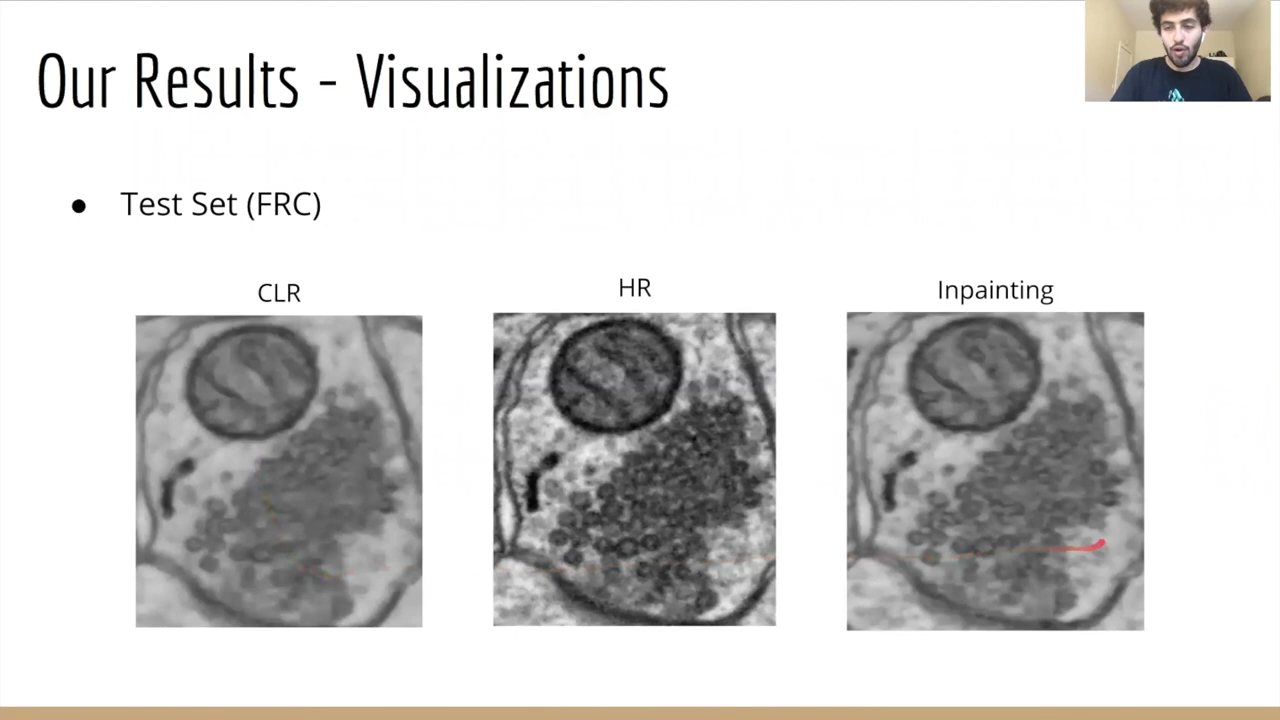 Our Results - Visualizations
● Test Set (FRC)
CLR
HR
Inpainting